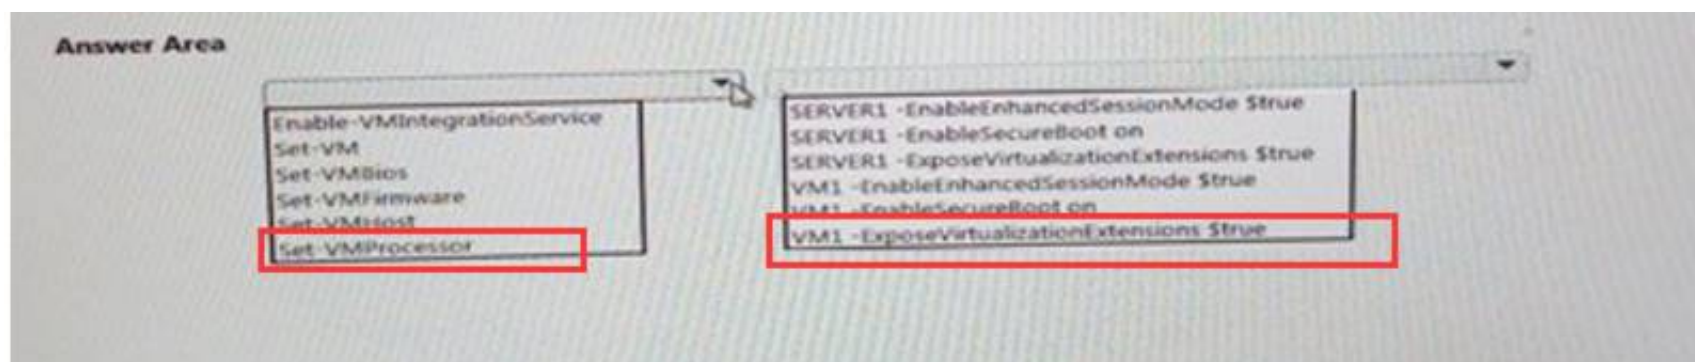 Answer Area
Enable-VMIntegrationService
Set-VM
Set-VMBios
Set-VMFirmware
Set-VMHost
Set-VMProcessor
SERVER1 -EnableEnhancedSessionMode $true
SERVER1 -EnableSecureBoot on
SERVER1 -ExposeVirtualizationExtensions $true
VM1 -EnableEnhancedSessionMode $true
VM1 -EnableSecureBoot on
VM1 -ExposeVirtualizationExtensions $true